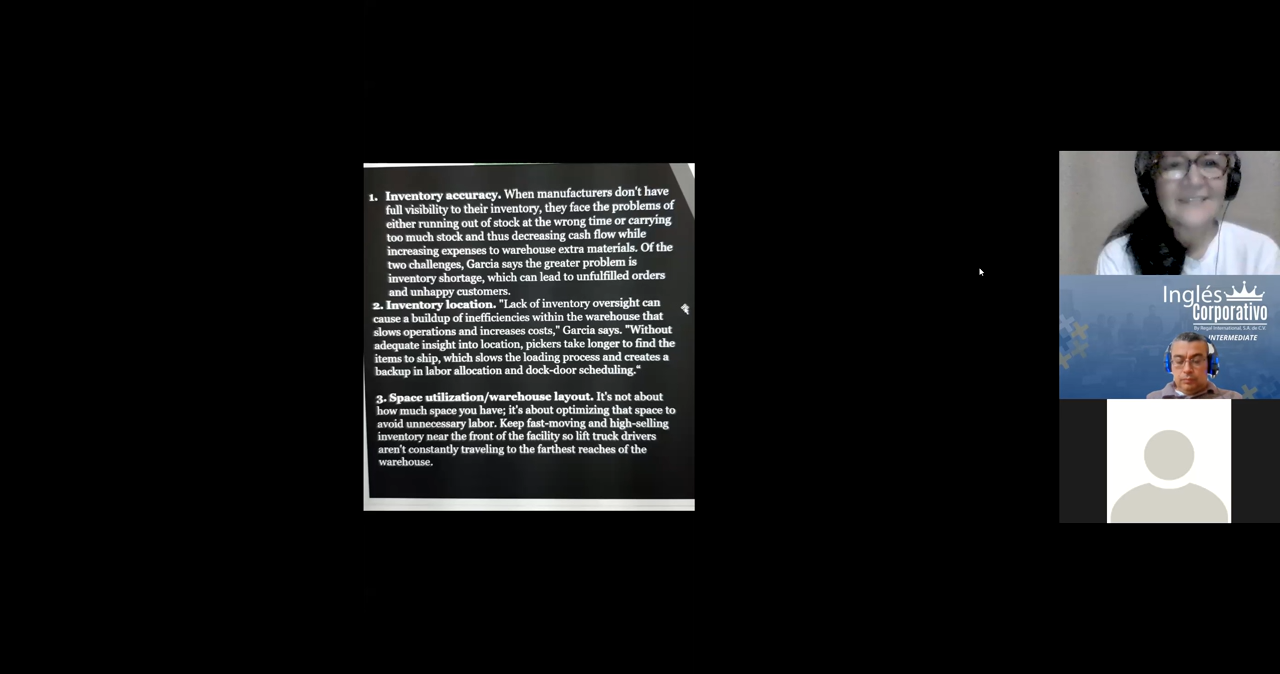 1. Inventory accuracy. When manufacturers don't have
full visibility to their inventory, they face the problems of
either running out of stock at the wrong time or carrying
too much stock and thus decreasing cash flow while
increasing expenses to warehouse extra materials. Of the
two challenges, Garcia says the greater problem is
inventory shortage, which can lead to unfulfilled orders
and unhappy customers.
2. Inventory location. "Lack of inventory oversight can
cause a buildup of inefficiencies within the warehouse that
slows operations and increases costs," Garcia says. "Without
adequate insight into location, pickers take longer to find the
items to ship, which slows the loading process and creates a
backup in labor allocation and dock-door scheduling."
3. Space utilization/warehouse layout. It's not about
how much space you have; it's about optimizing that space to
avoid unnecessary labor. Keep fast-moving and high-selling
inventory near the front of the facility so lift truck drivers
aren't constantly traveling to the farthest reaches of the
warehouse.
Inglés
Corporativo
By Regal International, S.A. de C.V.
INTERMEDIATE